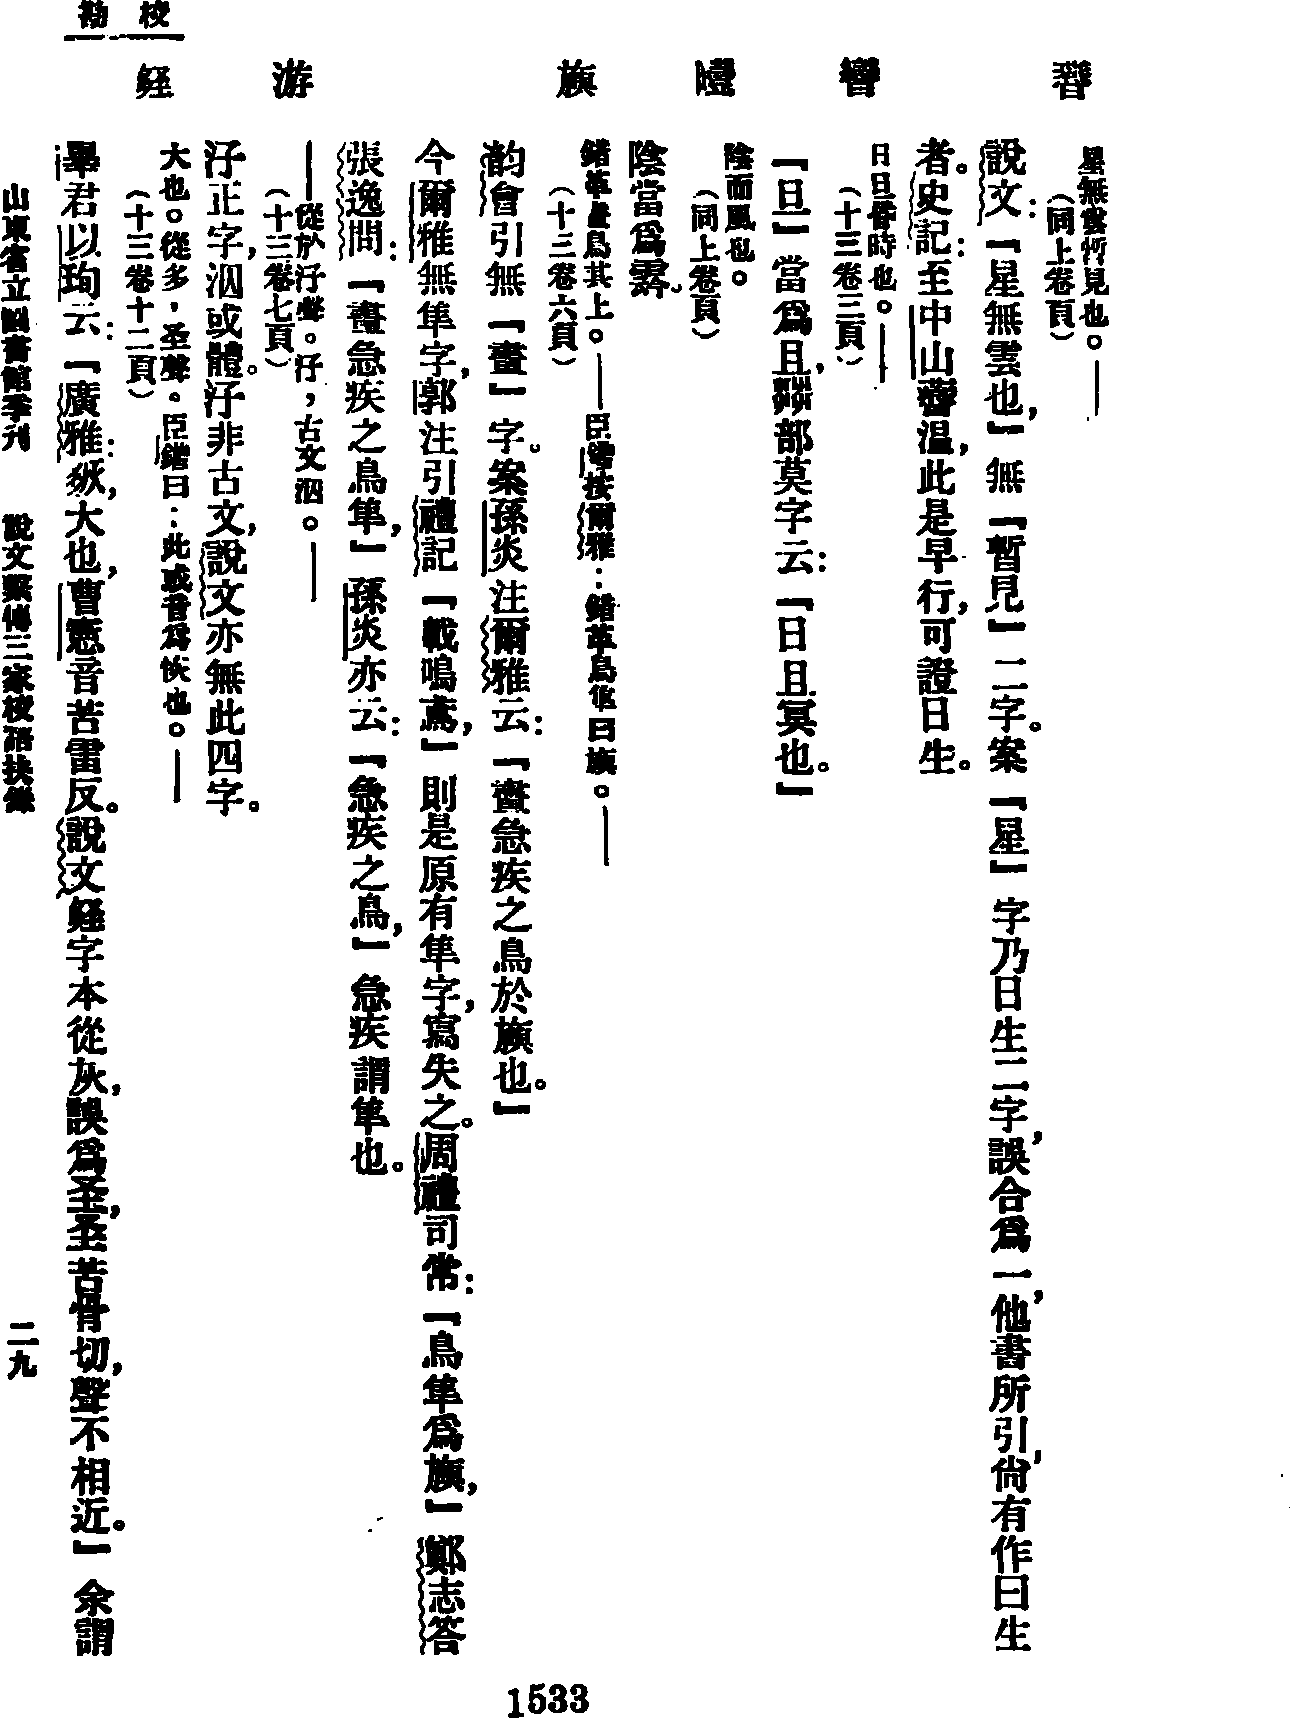 校勘
䁂
星無雲暫見也。——
（同上卷頁）
說文：『星無雲也，』無『暫見』二字。案『星』字乃日生二字，誤合爲一，他書所引，尙有作日生
者。史記：至中山䁂溫，此是早行，可證日生。
日且昏時也。——
（十三卷三頁）
『日』當爲且，茻部莫字云：『日且冥也。』
曀
陰而風也。
（同上卷頁）
陰當爲霒。
旟
錯革畫鳥其上。——臣鍇按爾雅：錯革鳥隼曰旟。——
（十三卷六頁）
韵會引無『畫』字。案孫炎注爾雅云：『畫急疾之鳥於旟也。』
今爾雅無隼字，郭注引禮記『載鳴鳶，』則是原有隼字，寫失之。周禮司常：『鳥隼爲旟，』鄭志答
張逸問：『畫急疾之鳥隼，』孫炎亦云：『急疾之鳥，』急疾謂隼也。
游
——從㫃汓聲。汓，古文泅。——
（十三卷七頁）
汓正字，泅或體。汓非古文，說文亦無此四字。
𡖉
大也。從多，圣聲。臣鍇曰：此或音爲恢也。——
（十三卷十二頁）
畢君以珣云：『廣雅𡖉，大也，曹憲音苦雷反。說文𡖉字本從灰，誤爲圣，圣苦骨切，聲不相近。』余謂
山東省立圖書館季刊　說文繫傳三家校語抉錄　二九
1533